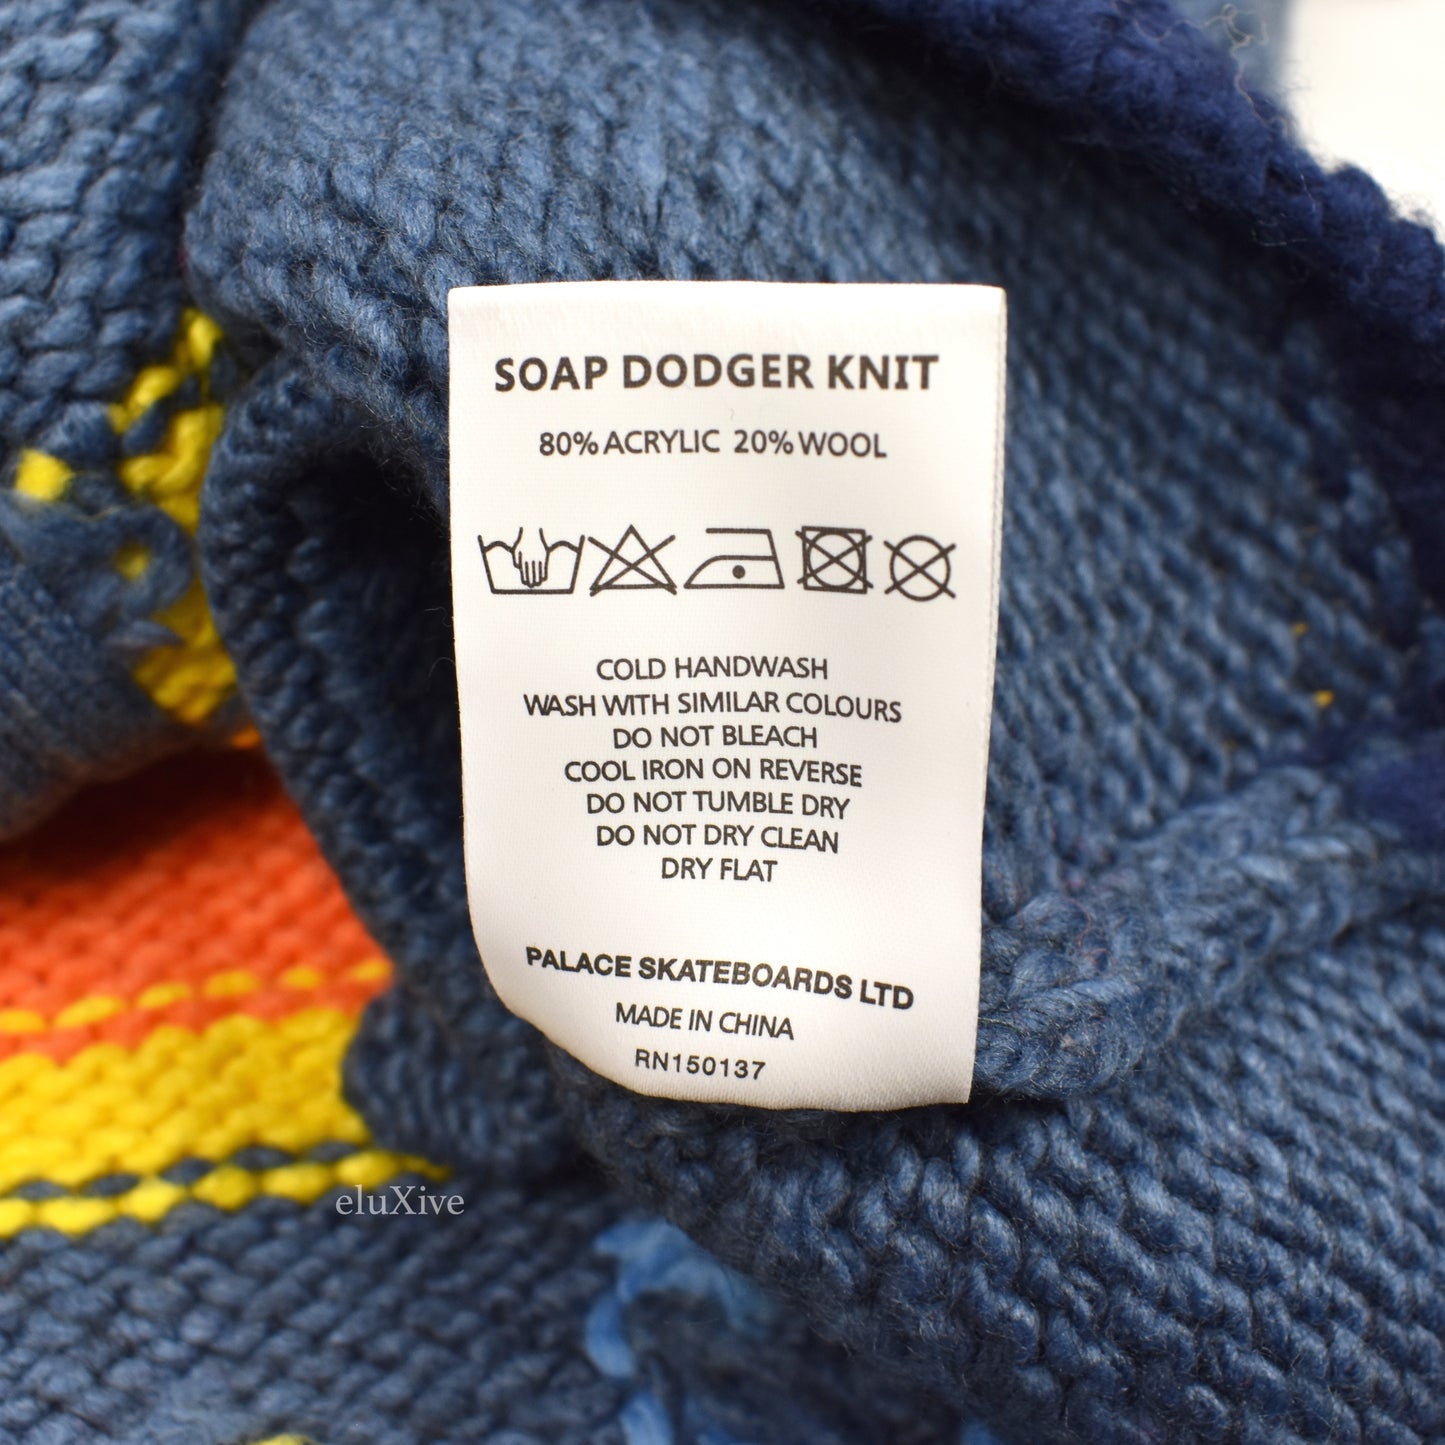 SOAP DODGER KNIT
80% ACRYLIC 20% WOOL
COLD HANDWASH
WASH WITH SIMILAR COLOURS
DO NOT BLEACH
COOL IRON ON REVERSE
DO NOT TUMBLE DRY
DO NOT DRY CLEAN
DRY FLAT
PALACE SKATEBOARDS LTD
MADE IN CHINA
RN150137
eluXive